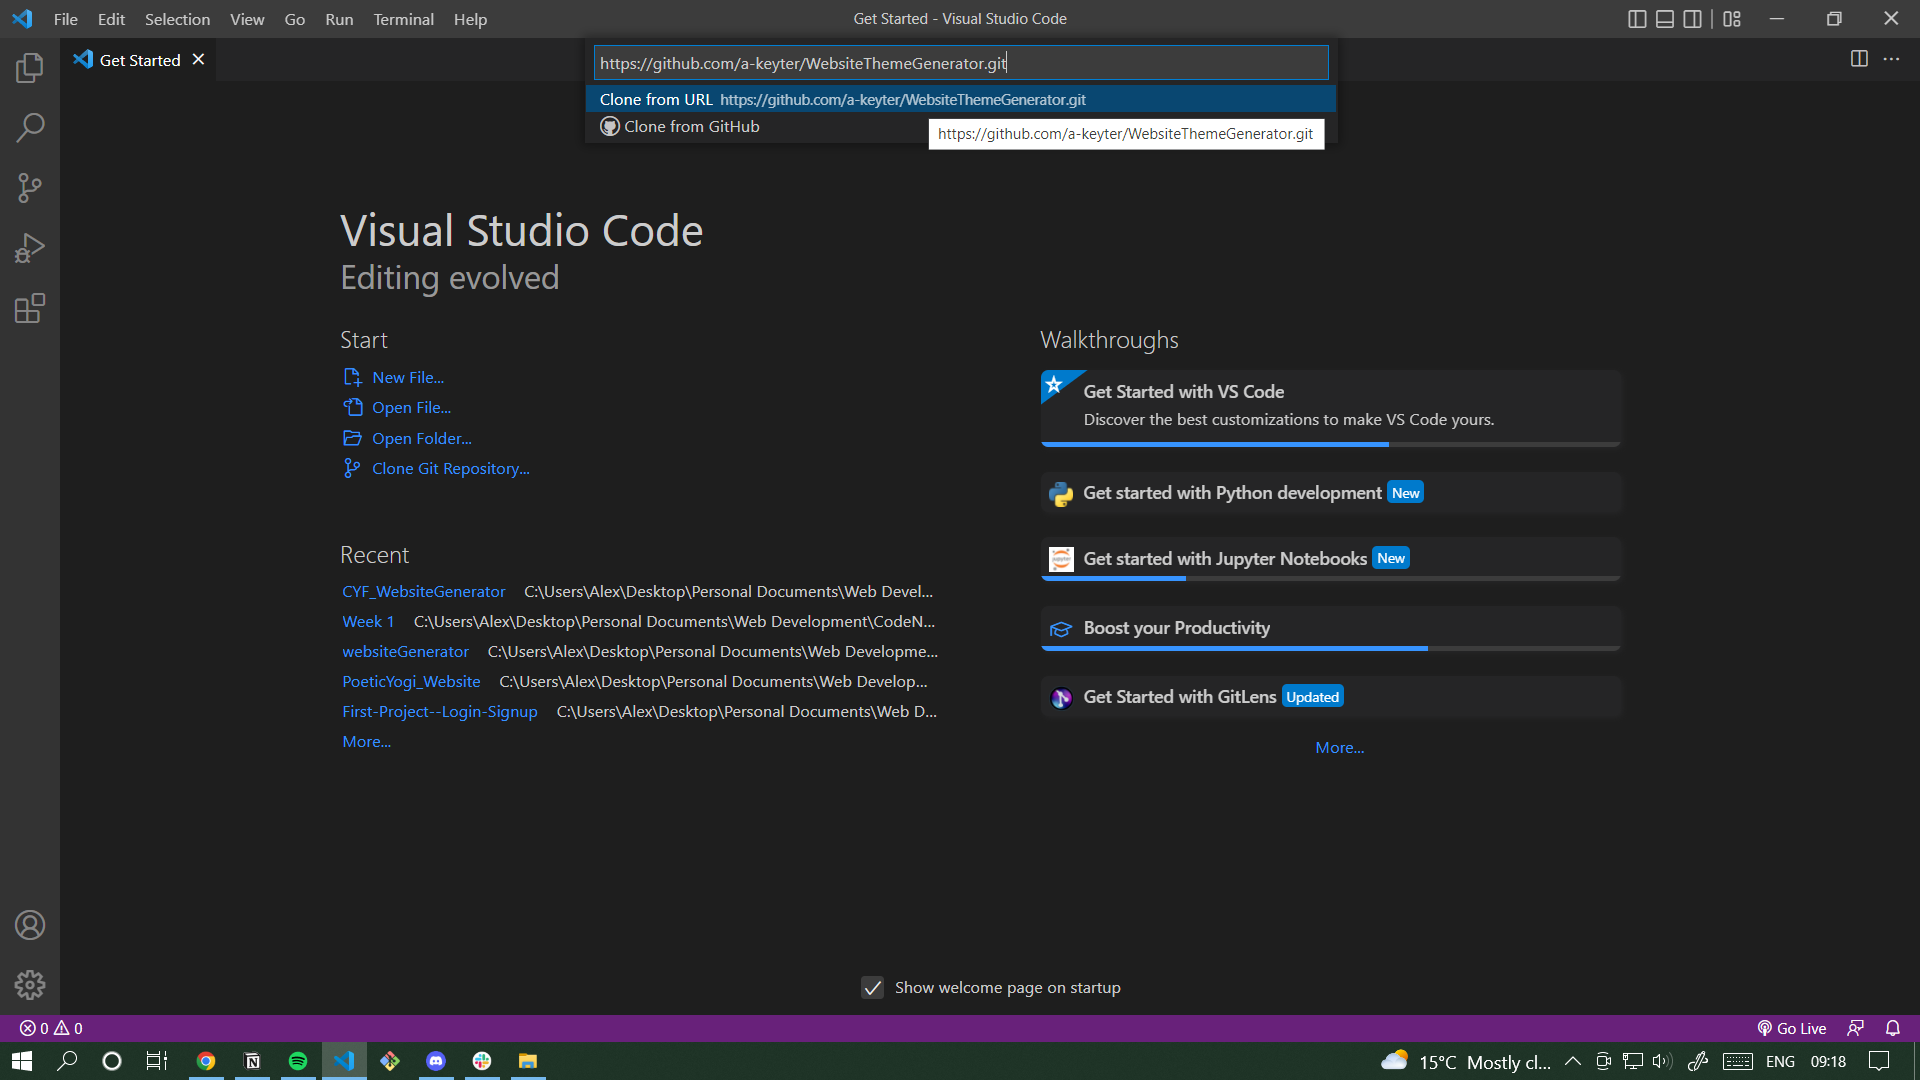 File Edit Selection View Go Run Terminal Help
Get Started - Visual Studio Code
Get Started
https://github.com/a-keyter/WebsiteThemeGenerator.git
Clone from URL https://github.com/a-keyter/WebsiteThemeGenerator.git
Clone from GitHub
https://github.com/a-keyter/WebsiteThemeGenerator.git
Visual Studio Code
Editing evolved
Start
New File...
Open File...
Open Folder...
Clone Git Repository...
Recent
CYF_WebsiteGenerator C:\Users\Alex\Desktop\Personal Documents\Web Devel...
Week 1 C:\Users\Alex\Desktop\Personal Documents\Web Development\CodeN...
websiteGenerator C:\Users\Alex\Desktop\Personal Documents\Web Developme...
PoeticYogi_Website C:\Users\Alex\Desktop\Personal Documents\Web Develop...
First-Project--Login-Signup C:\Users\Alex\Desktop\Personal Documents\Web D...
More...
Walkthroughs
Get Started with VS Code
Discover the best customizations to make VS Code yours.
Get started with Python development New
Get started with Jupyter Notebooks New
Boost your Productivity
Get Started with GitLens Updated
More...
Show welcome page on startup
0 0
Go Live
15°C Mostly cl...
ENG
09:18